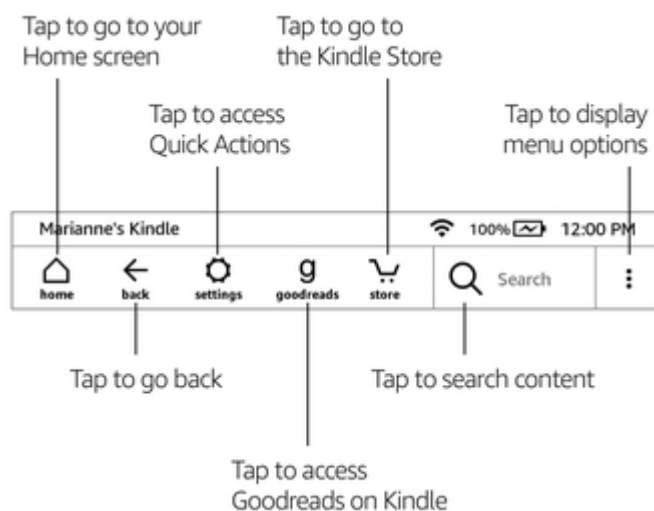 Tap to go to your
Home screen
Tap to go to
the Kindle Store
Tap to access
Quick Actions
Tap to display
menu options
Marianne's Kindle
100%
12:00 PM
home
back
settings
g
goodreads
store
Search
Tap to go back
Tap to search content
Tap to access
Goodreads on Kindle